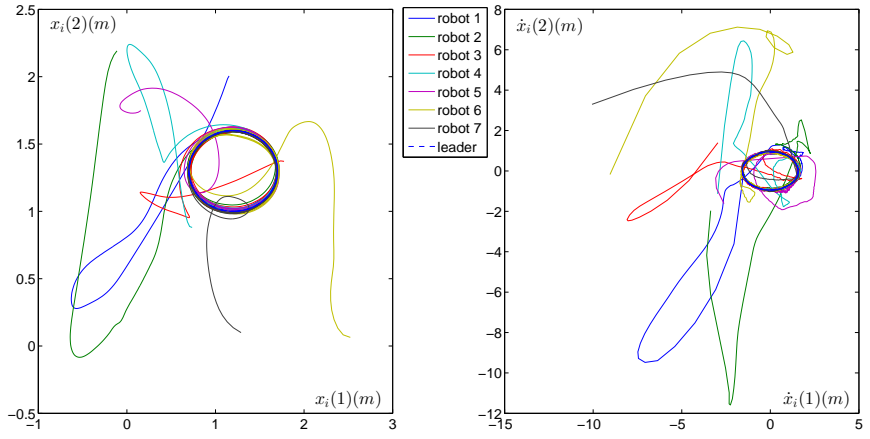 x_i(2)(m)
2.5
2
1.5
1
0.5
0
−0.5
−1
0
1
2
3
x_i(1)(m)
robot 1
robot 2
robot 3
robot 4
robot 5
robot 6
robot 7
leader
ẋ_i(2)(m)
8
6
4
2
0
−2
−4
−6
−8
−10
−12
−15
−10
−5
0
5
ẋ_i(1)(m)